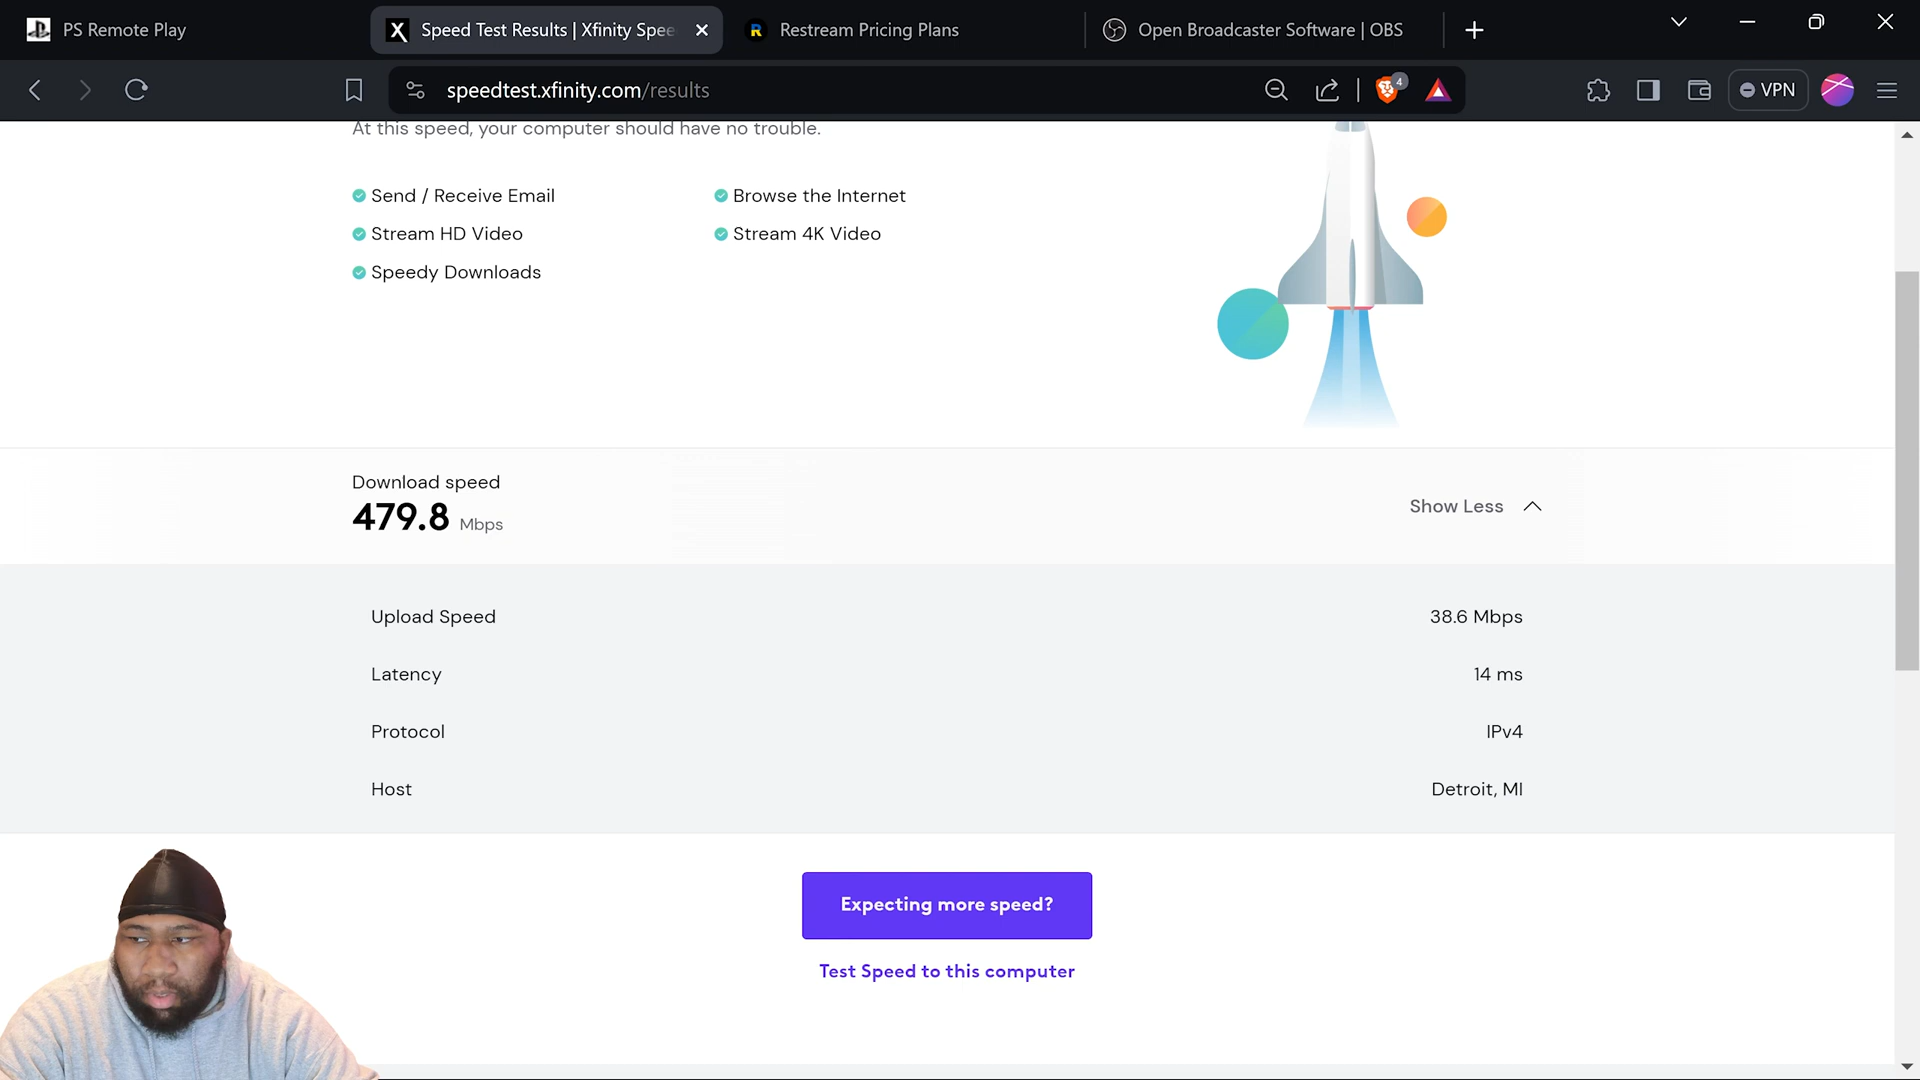 PS Remote Play
Speed Test Results | Xfinity Spee
Restream Pricing Plans
Open Broadcaster Software | OBS
speedtest.xfinity.com/results
4
VPN
At this speed, your computer should have no trouble.
Send / Receive Email
Browse the Internet
Stream HD Video
Stream 4K Video
Speedy Downloads
Download speed
479.8 Mbps
Show Less
Upload Speed
38.6 Mbps
Latency
14 ms
Protocol
IPv4
Host
Detroit, MI
Expecting more speed?
Test Speed to this computer